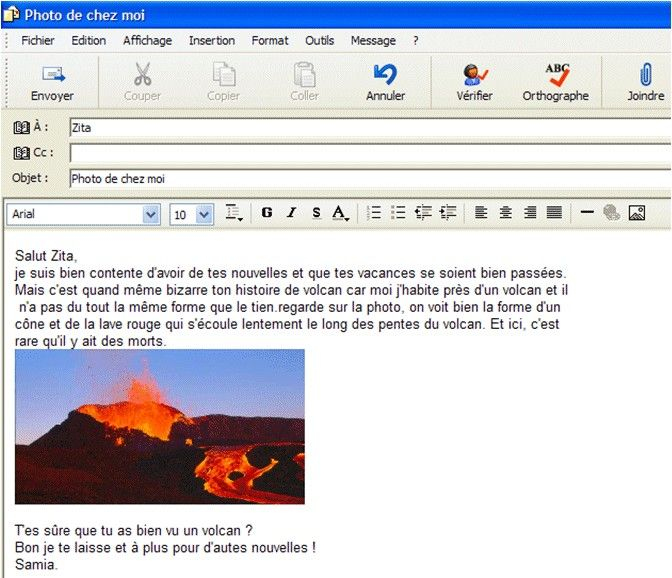 Photo de chez moi
Fichier Edition Affichage Insertion Format Outils Message ?
Envoyer Couper Copier Coller Annuler Vérifier ABC Orthographe Joindre
À : Zita
Cc :
Objet : Photo de chez moi
Arial 10 G I S A
Salut Zita,
je suis bien contente d'avoir de tes nouvelles et que tes vacances se soient bien passées.
Mais c'est quand même bizarre ton histoire de volcan car moi j'habite près d'un volcan et il
n'a pas du tout la même forme que le tien.regarde sur la photo, on voit bien la forme d'un
cône et de la lave rouge qui s'écoule lentement le long des pentes du volcan. Et ici, c'est
rare qu'il y ait des morts.
T'es sûre que tu as bien vu un volcan ?
Bon je te laisse et à plus pour d'autes nouvelles !
Samia.